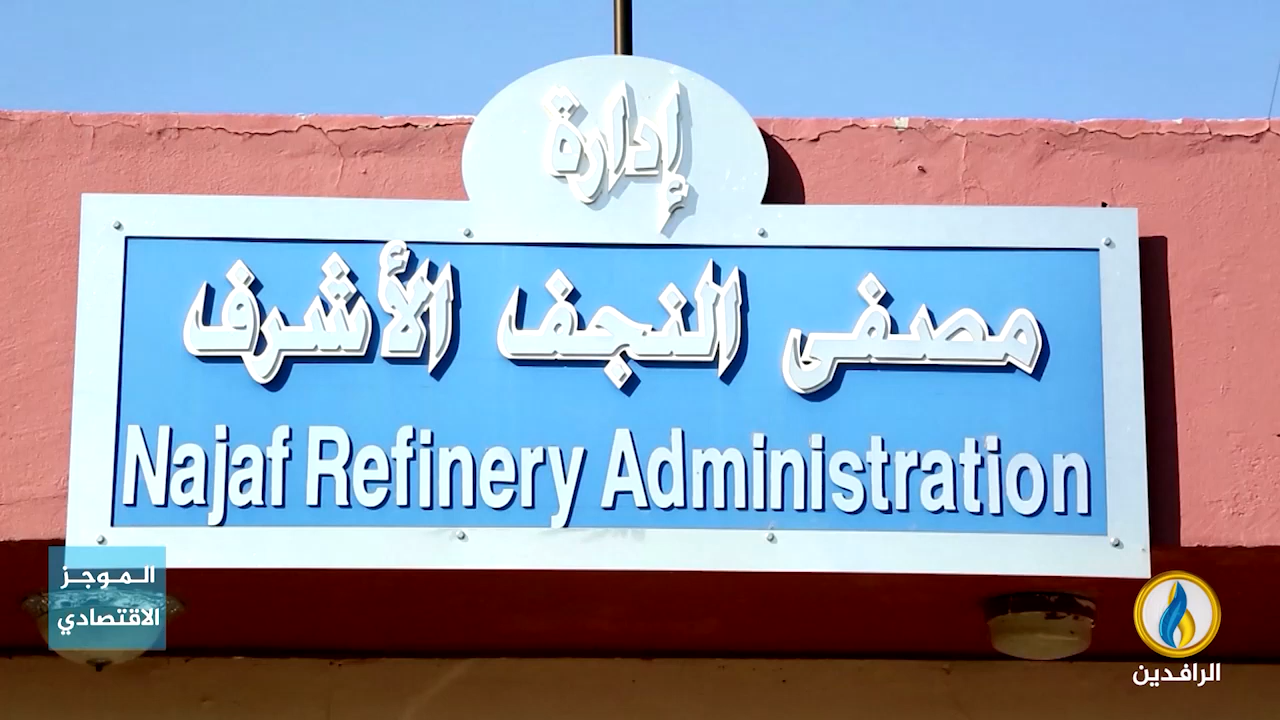 إدارة
مصفى النجف الأشرف
Najaf Refinery Administration
الموجز
الاقتصادي
الرافدين